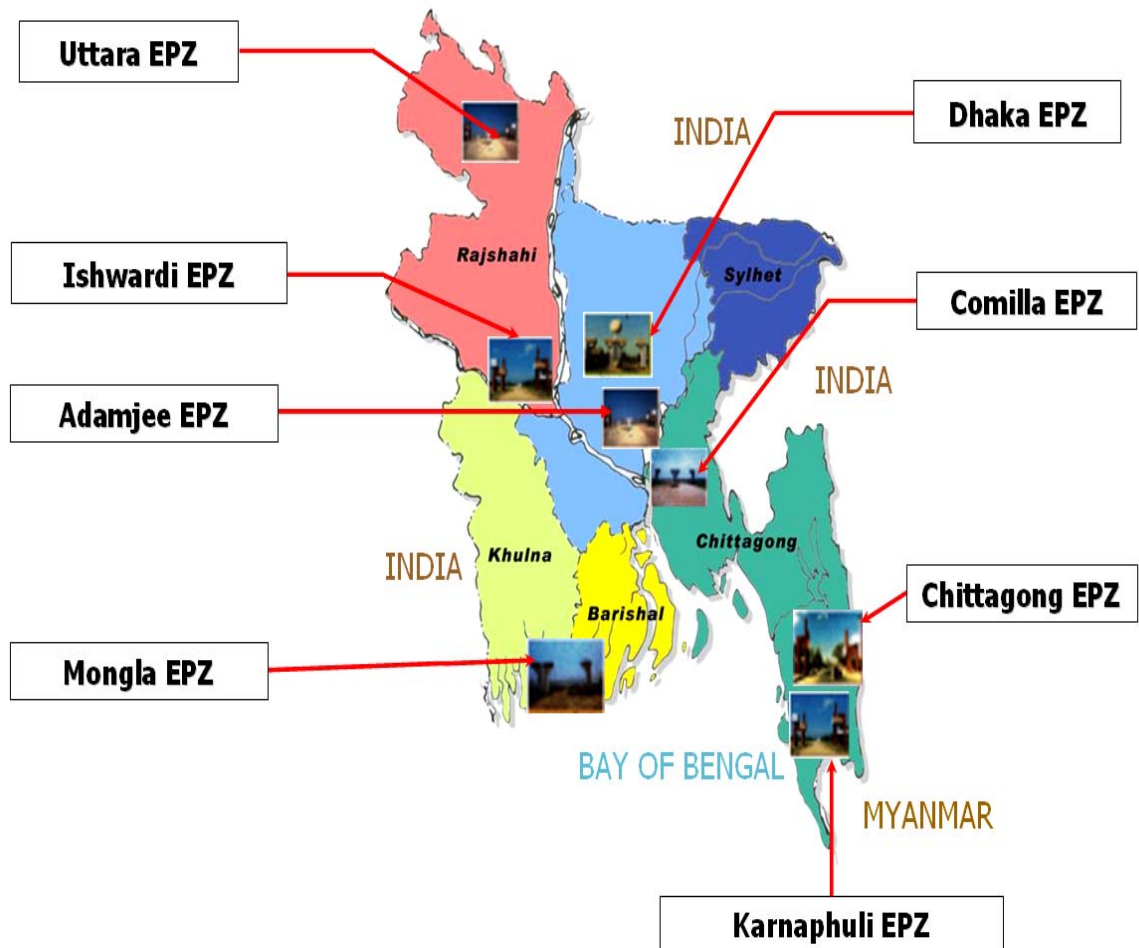 Uttara EPZ
Dhaka EPZ
INDIA
Ishwardi EPZ
Rajshahi
Sylhet
Comilla EPZ
INDIA
Adamjee EPZ
Chittagong
Khulna
INDIA
Barishal
Chittagong EPZ
Mongla EPZ
BAY OF BENGAL
MYANMAR
Karnaphuli EPZ